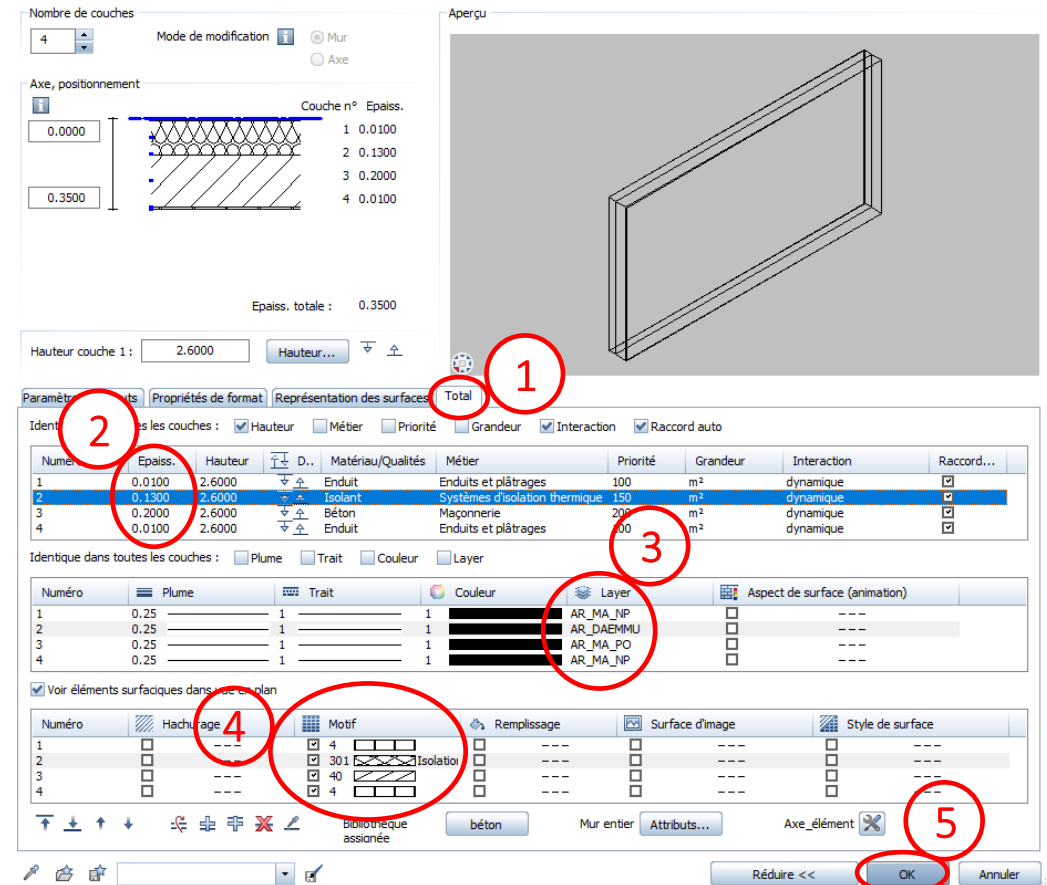 Nombre de couches
4
Mode de modification
Mur
Axe
Aperçu
Axe, positionnement
Couche n° Epaiss.
0.0000
1 0.0100
2 0.1300
3 0.2000
0.3500
4 0.0100
Epaiss. totale : 0.3500
Hauteur couche 1 : 2.6000 Hauteur...
1
Propriétés de format Représentation des surfaces Total
2
les couches : Hauteur Métier Priorité Grandeur Interaction Raccord auto
Epaiss. Hauteur D.. Matériau/Qualités Métier Priorité Grandeur Interaction Raccord...
1 0.0100 2.6000 Enduit Enduits et plâtrages 100 m² dynamique
2 0.1300 2.6000 Isolant Systèmes d'isolation thermique 150 m² dynamique
3 0.2000 2.6000 Béton Maçonnerie 200 m² dynamique
4 0.0100 2.6000 Enduit Enduits et plâtrages 100 m² dynamique
3
Identique dans toutes les couches : Plume Trait Couleur Layer
Numéro Plume Trait Couleur Layer Aspect de surface (animation)
1 0.25 1 1 AR_MA_NP ---
2 0.25 1 1 AR_DAEMMU ---
3 0.25 1 1 AR_MA_PO ---
4 0.25 1 1 AR_MA_NP ---
Voir éléments surfaciques dans vue en plan
4
Numéro Hachurage Motif Remplissage Surface d'image Style de surface
1 --- 4 --- --- ---
2 --- 301 Isolation --- --- ---
3 --- 40 --- --- ---
4 --- 4 --- --- ---
Bibliothèque assignée béton Mur entier Attributs... Axe_élément
5
Réduire << OK Annuler